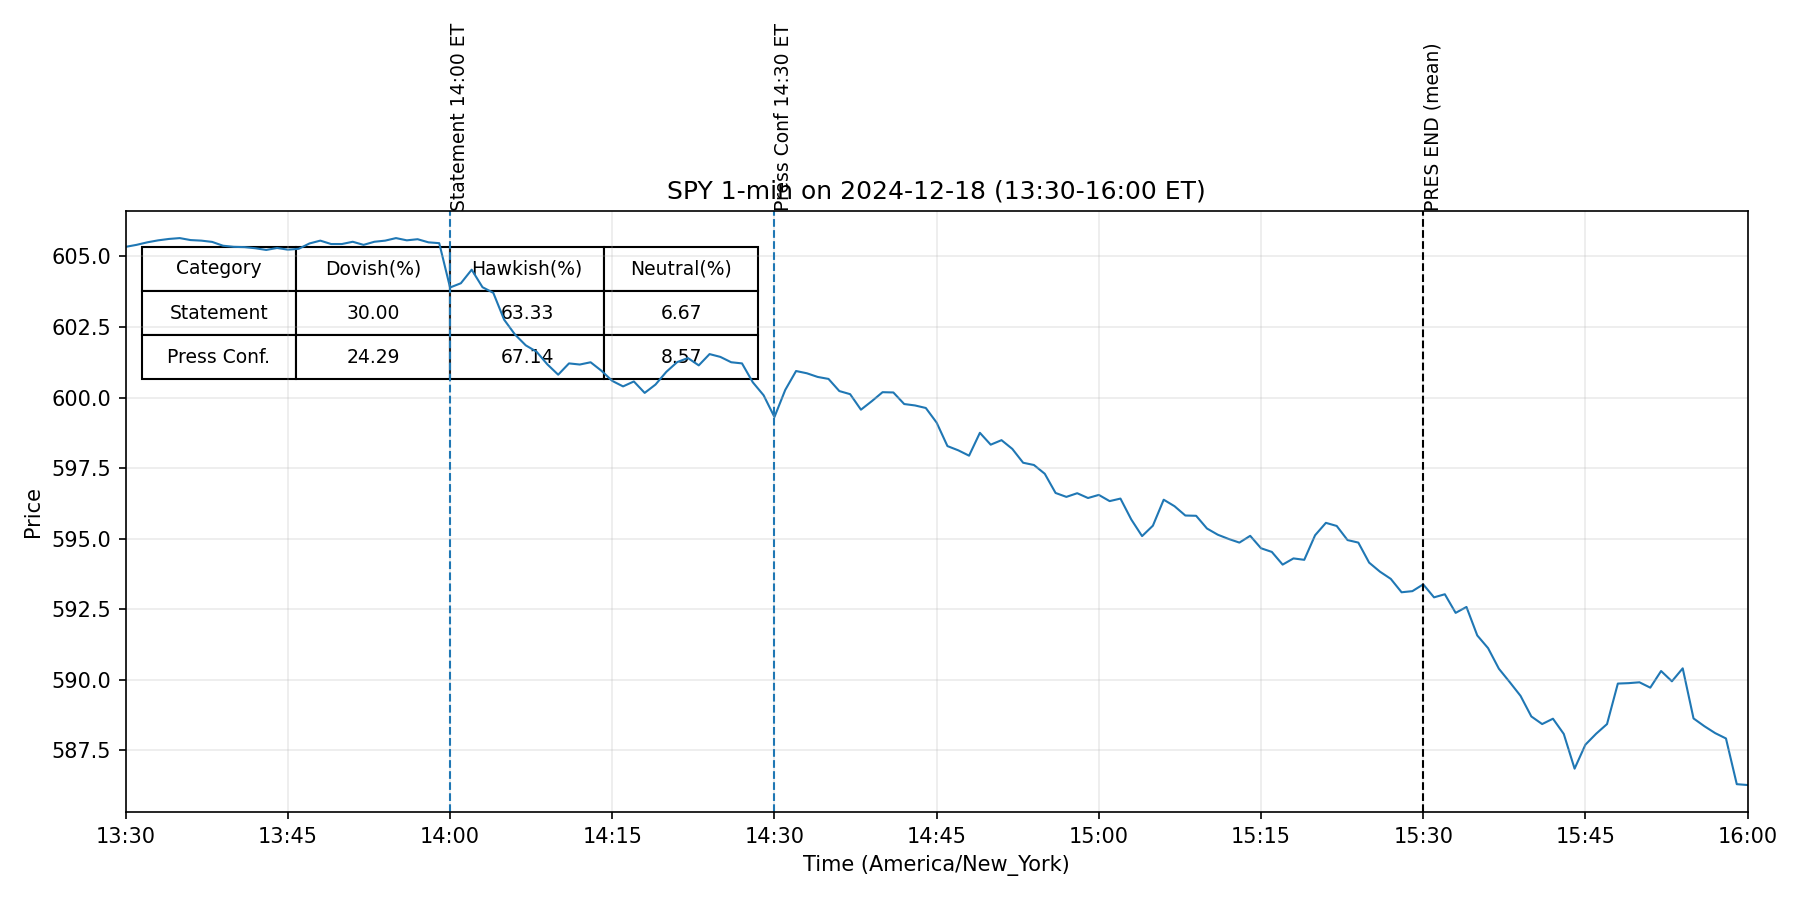 Statement 14:00 ET
Press Conf 14:30 ET
PRES END (mean)
SPY 1-min on 2024-12-18 (13:30-16:00 ET)
Category Dovish(%) Hawkish(%) Neutral(%)
Statement 30.00 63.33 6.67
Press Conf. 24.29 67.14 8.57
605.0
602.5
600.0
597.5
595.0
592.5
590.0
587.5
Price
13:30 13:45 14:00 14:15 14:30 14:45 15:00 15:15 15:30 15:45 16:00
Time (America/New_York)